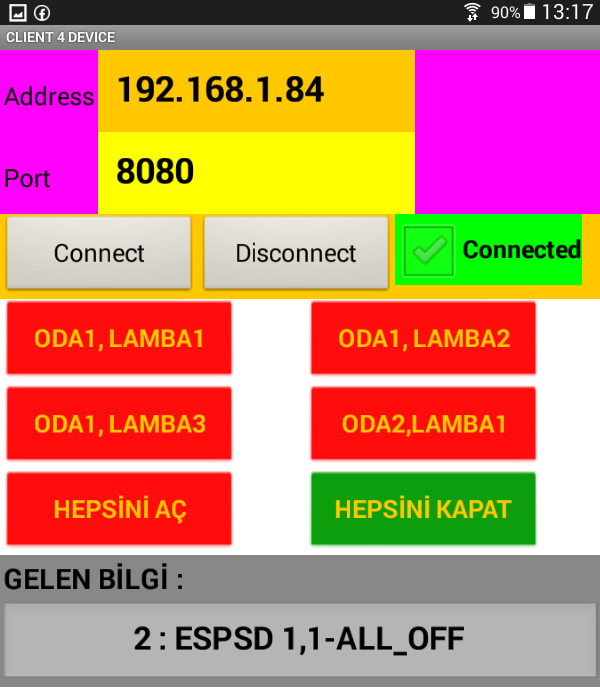 90% 13:17
CLIENT 4 DEVICE
Address 192.168.1.84
Port 8080
Connect Disconnect Connected
ODA1, LAMBA1 ODA1, LAMBA2
ODA1, LAMBA3 ODA2,LAMBA1
HEPSİNİ AÇ HEPSİNİ KAPAT
GELEN BİLGİ :
2 : ESPSD 1,1-ALL_OFF